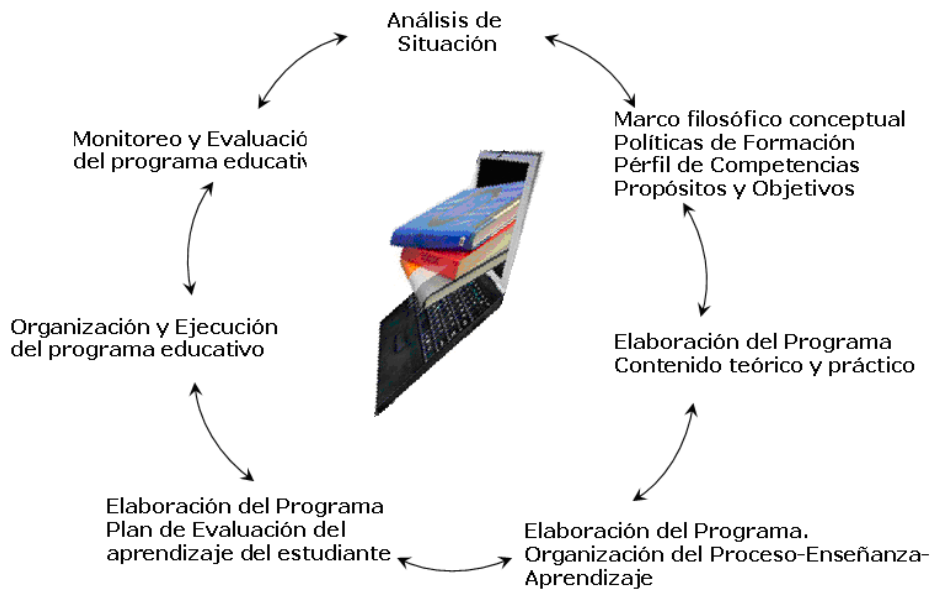 Análisis de
Situación
Marco filosófico conceptual
Políticas de Formación
Pérfil de Competencias
Propósitos y Objetivos
Elaboración del Programa
Contenido teórico y práctico
Elaboración del Programa.
Organización del Proceso-Enseñanza-
Aprendizaje
Elaboración del Programa
Plan de Evaluación del
aprendizaje del estudiante
Organización y Ejecución
del programa educativo
Monitoreo y Evaluació
del programa educativ